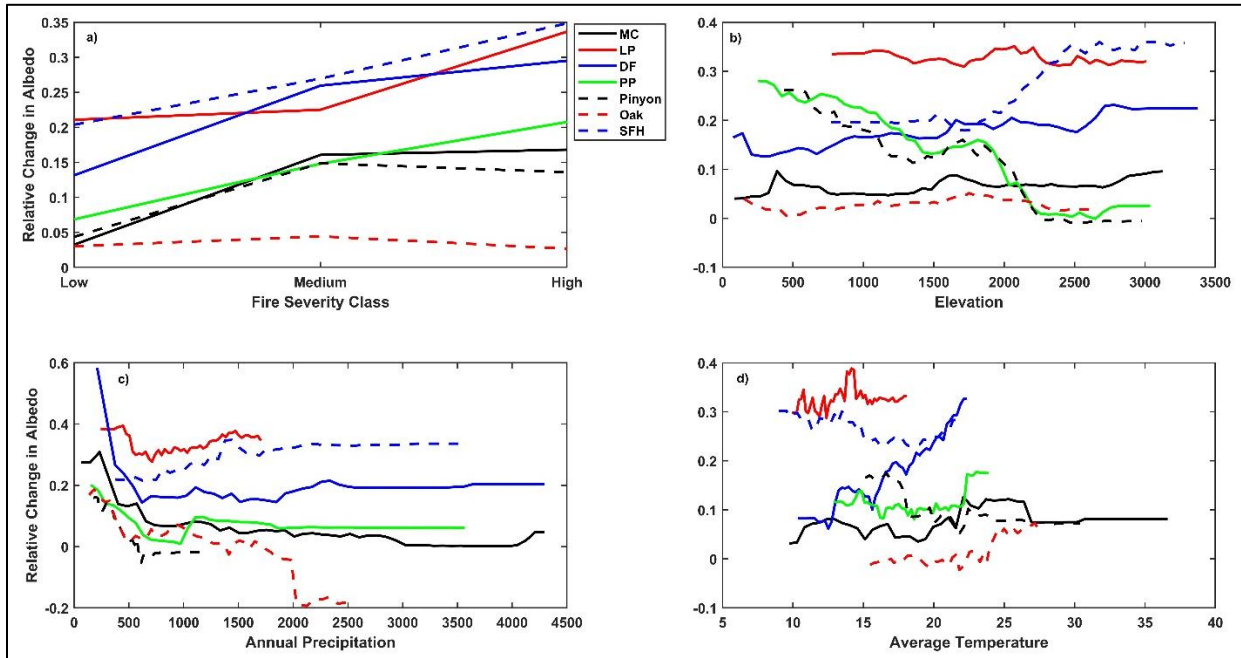 a)
Relative Change in Albedo
0.35
0.3
0.25
0.2
0.15
0.1
0.05
0
Low
Medium
High
Fire Severity Class
MC
LP
DF
PP
Pinyon
Oak
SFH
b)
0.4
0.3
0.2
0.1
0
-0.1
0
500
1000
1500
2000
2500
3000
3500
Elevation
c)
Relative Change in Albedo
0.6
0.4
0.2
0
-0.2
0
500
1000
1500
2000
2500
3000
3500
4000
4500
Annual Precipitation
d)
0.4
0.3
0.2
0.1
0
-0.1
5
10
15
20
25
30
35
40
Average Temperature